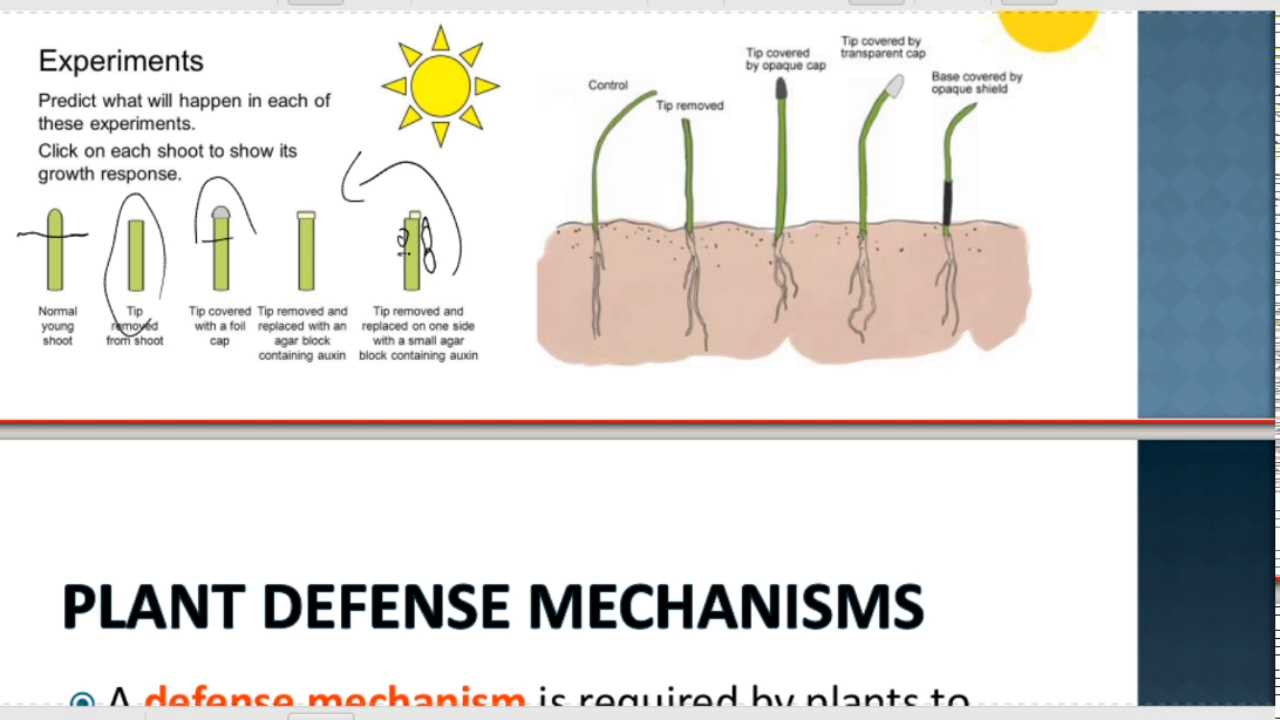 Experiments
Predict what will happen in each of
these experiments.
Click on each shoot to show its
growth response.
Normal
young
shoot
Tip
removed
from shoot
Tip covered
with a foil
cap
Tip removed and
replaced with an
agar block
containing auxin
Tip removed and
replaced on one side
with a small agar
block containing auxin
Control
Tip removed
Tip covered
by opaque cap
Tip covered by
transparent cap
Base covered by
opaque shield
PLANT DEFENSE MECHANISMS
A defense mechanism is required by plants to